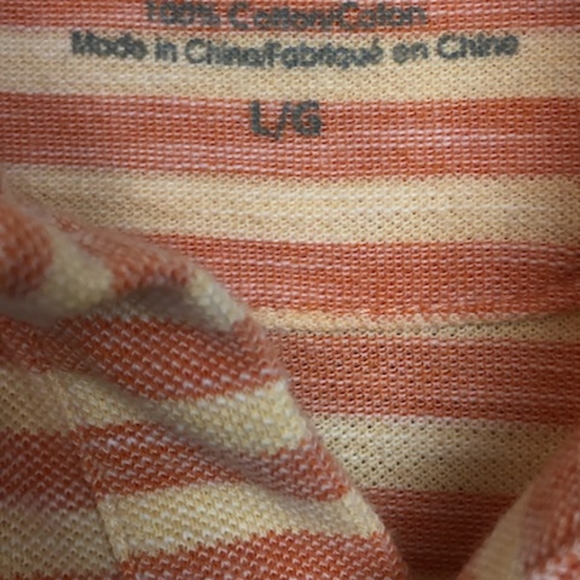 100% Cotton/Coton
Made in China/Fabriqué en Chine
L/G